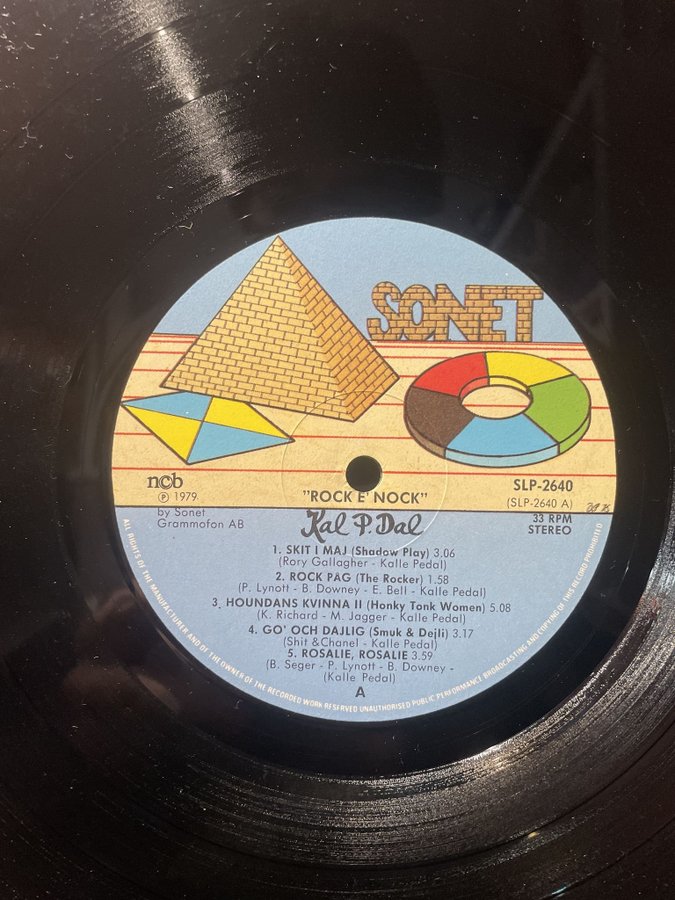 SONET
ncb
℗ 1979
by Sonet
Grammofon AB
"ROCK E' NOCK"
SLP-2640
(SLP-2640 A)
33 RPM
STEREO
Kal P. Dal
1. SKIT I MAJ (Shadow Play) 3.06
(Rory Gallagher - Kalle Pedal)
2. ROCK PÅG (The Rocker) 1.58
P. Lynott - B. Downey - E. Bell - Kalle Pedal)
3. HOUNDANS KVINNA II (Honky Tonk Women) 5.08
(K. Richard - M. Jagger - Kalle Pedal)
4. GO' OCH DAJLIG (Smuk & Dejli) 3.17
(Shit &Chanel - Kalle Pedal)
5. ROSALIE, ROSALIE 3.59
(B. Seger - P. Lynott - B. Downey -
(Kalle Pedal)
A
ALL RIGHTS OF THE MANUFACTURER AND OF THE OWNER OF THE RECORDED WORK RESERVED UNAUTHORISED PUBLIC PERFORMANCE BROADCASTING AND COPYING OF THIS RECORD PROHIBITED